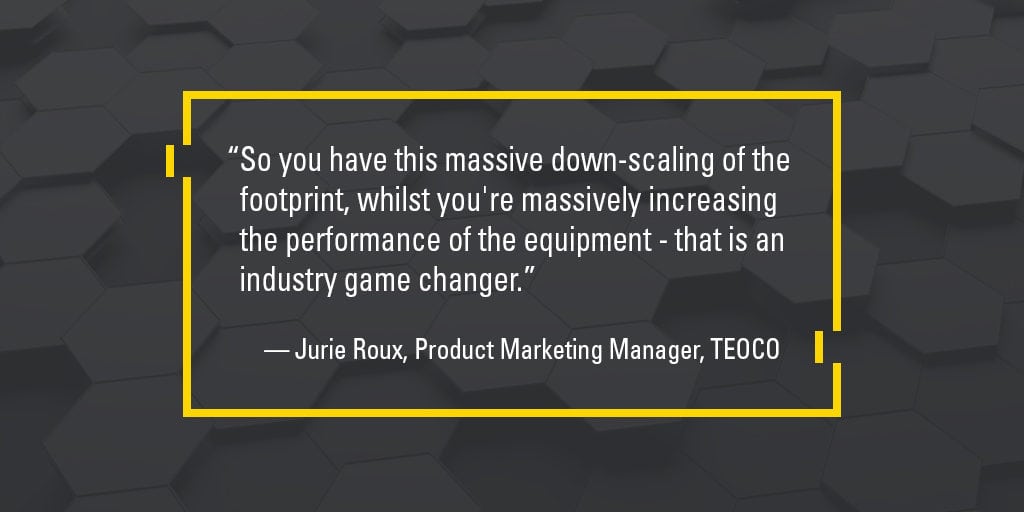 “So you have this massive down-scaling of the
footprint, whilst you're massively increasing
the performance of the equipment - that is an
industry game changer.”
— Jurie Roux, Product Marketing Manager, TEOCO